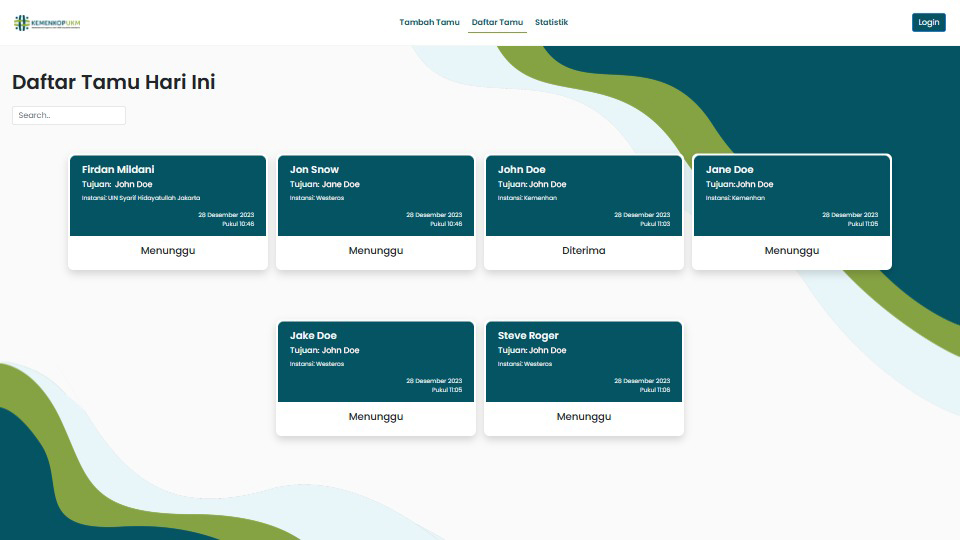 KEMENKOPUKM
Tambah Tamu
Daftar Tamu
Statistik
Login
Daftar Tamu Hari Ini
Search..
Firdan Mildani
Tujuan: John Doe
Instansi: UIN Syarif Hidayatullah Jakarta
28 Desember 2023
Pukul 10:46
Menunggu
Jon Snow
Tujuan: Jane Doe
Instansi: Westeros
28 Desember 2023
Pukul 10:46
Menunggu
John Doe
Tujuan: John Doe
Instansi: Kemenhan
28 Desember 2023
Pukul 11:03
Diterima
Jane Doe
Tujuan:John Doe
Instansi: Kemenhan
28 Desember 2023
Pukul 11:05
Menunggu
Jake Doe
Tujuan: John Doe
Instansi: Westeros
28 Desember 2023
Pukul 11:05
Menunggu
Steve Roger
Tujuan: John Doe
Instansi: Westeros
28 Desember 2023
Pukul 11:06
Menunggu